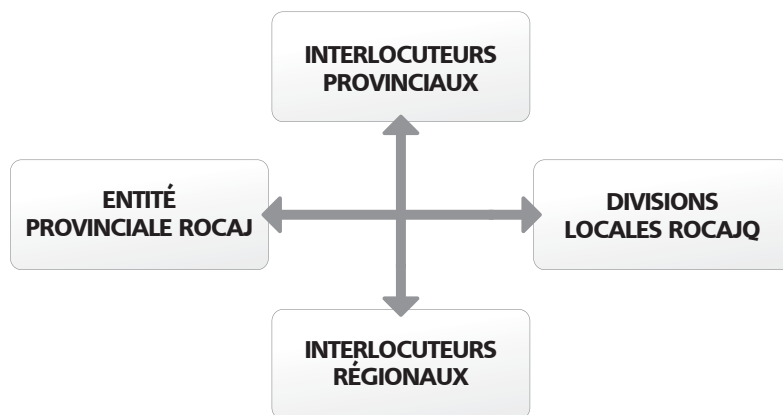 INTERLOCUTEURS
PROVINCIAUX
ENTITÉ
PROVINCIALE ROCAJ
DIVISIONS
LOCALES ROCAJQ
INTERLOCUTEURS
RÉGIONAUX